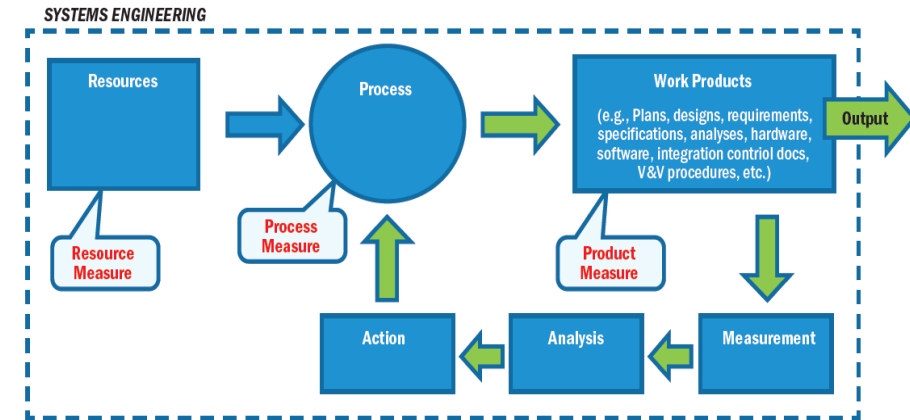 SYSTEMS ENGINEERING
Resources
Process
Work Products
(e.g., Plans, designs, requirements,
specifications, analyses, hardware,
software, integration contriol docs,
V&V procedures, etc.)
Output
Resource
Measure
Process
Measure
Product
Measure
Action
Analysis
Measurement